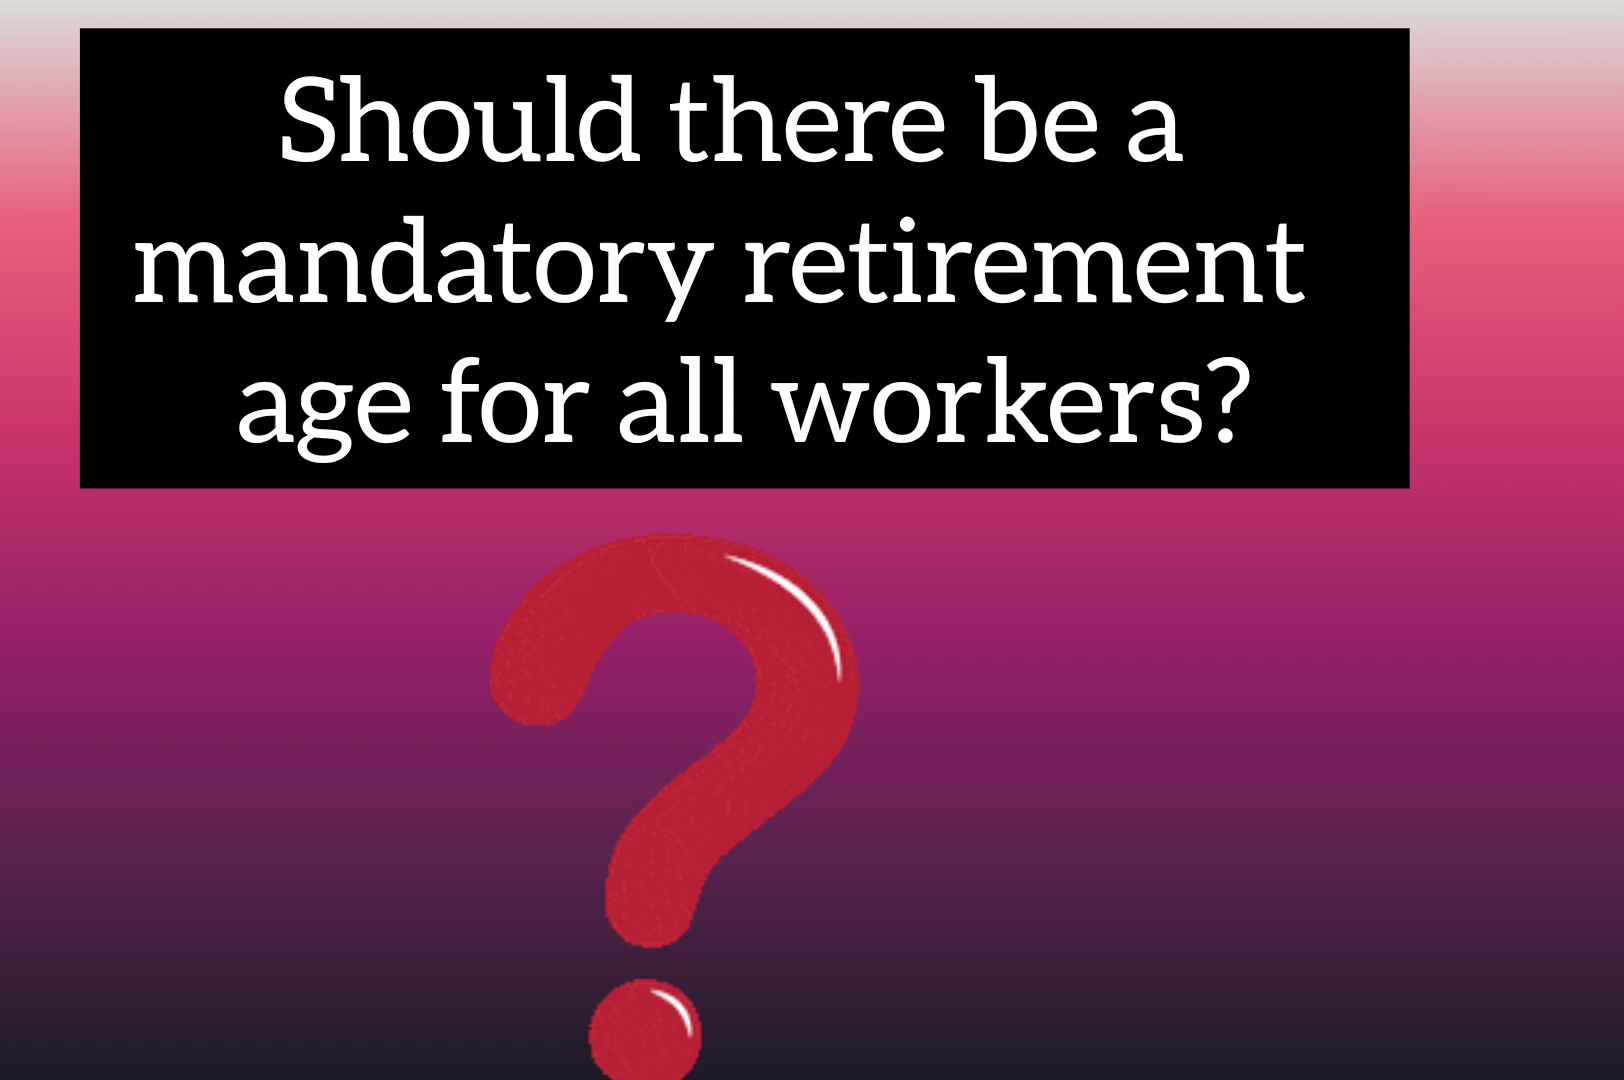 Should there be a
mandatory retirement
age for all workers?